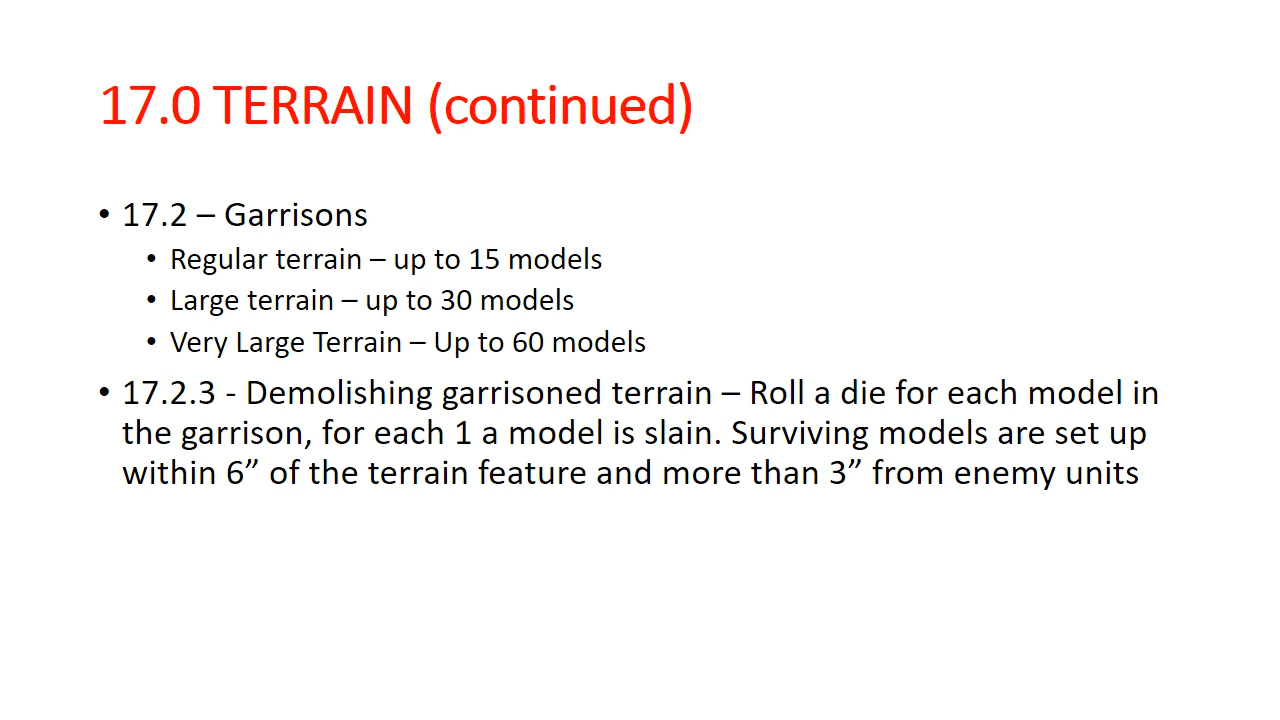 17.0 TERRAIN (continued)
• 17.2 – Garrisons
• Regular terrain – up to 15 models
• Large terrain – up to 30 models
• Very Large Terrain – Up to 60 models
• 17.2.3 - Demolishing garrisoned terrain – Roll a die for each model in
the garrison, for each 1 a model is slain. Surviving models are set up
within 6” of the terrain feature and more than 3” from enemy units